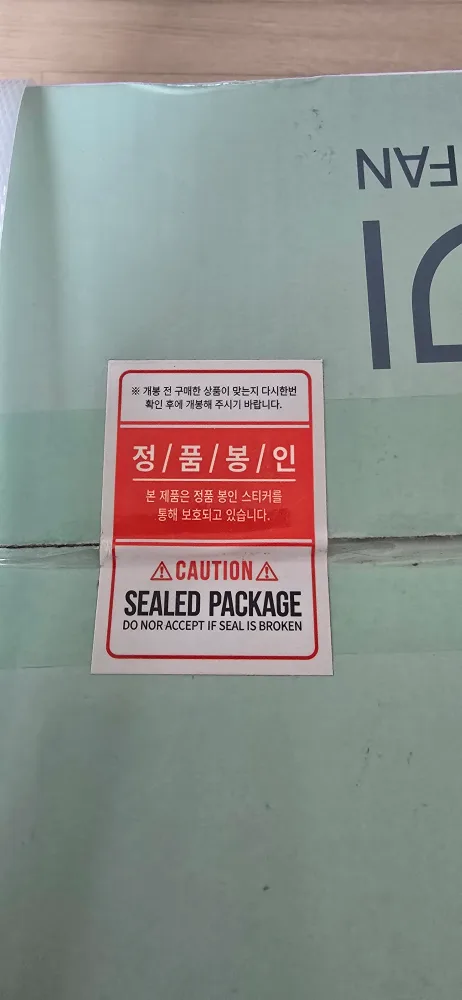 FAN
※ 개봉 전 구매한 상품이 맞는지 다시한번
확인 후에 개봉해 주시기 바랍니다.
정/품/봉/인
본 제품은 정품 봉인 스티커를
통해 보호되고 있습니다.
⚠CAUTION⚠
SEALED PACKAGE
DO NOR ACCEPT IF SEAL IS BROKEN